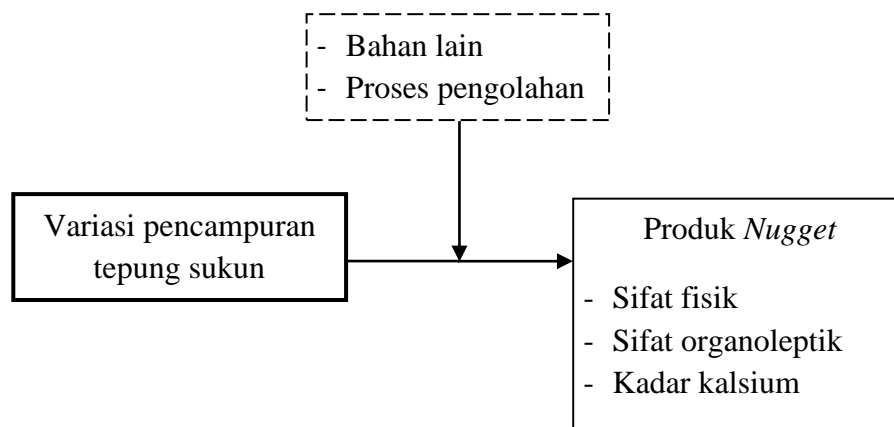 - Bahan lain
- Proses pengolahan
Variasi pencampuran
tepung sukun
Produk Nugget
- Sifat fisik
- Sifat organoleptik
- Kadar kalsium